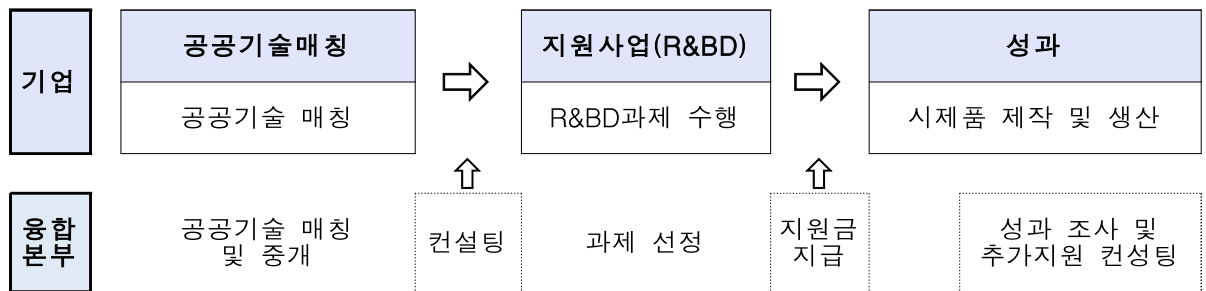 기업
공공기술매칭
공공기술 매칭
지원사업(R&BD)
R&BD과제 수행
성과
시제품 제작 및 생산
융합
본부
공공기술 매칭
및 중개
컨설팅
과제 선정
지원금
지급
성과 조사 및
추가지원 컨성팅